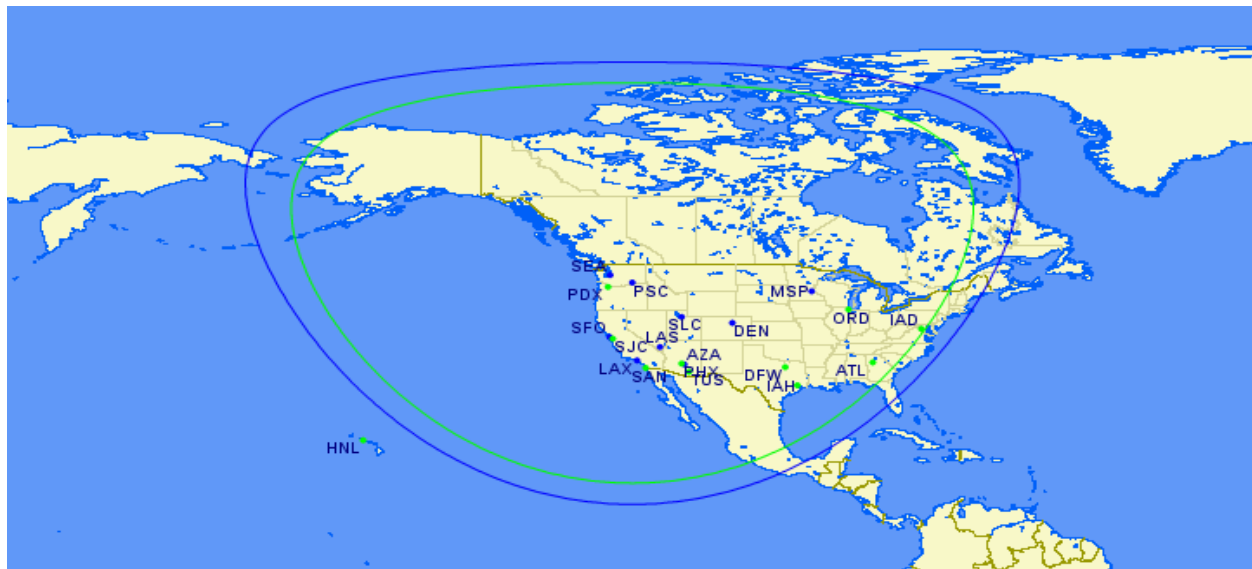 SEA
PDX
PSC
MSP
ORD
IAD
SFO
SJC
LAS
SLC
DEN
LAX
SAN
AZA
PHX
TUS
DFW
IAH
ATL
HNL